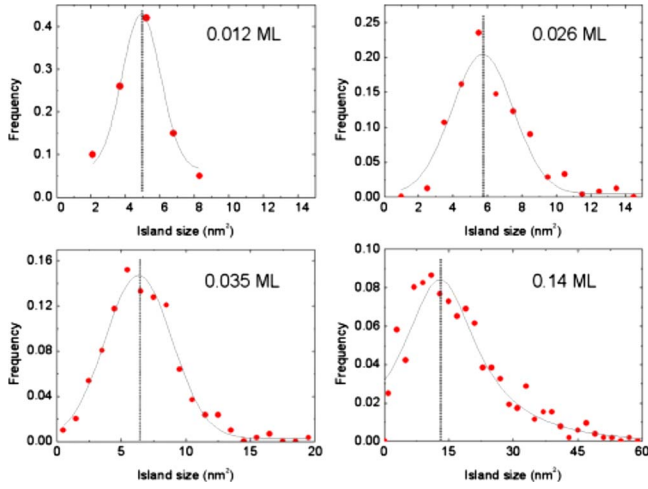 0.012 ML
Frequency
0.4
0.3
0.2
0.1
0.0
0 2 4 6 8 10 12 14
Island size (nm²)
0.026 ML
Frequency
0.25
0.20
0.15
0.10
0.05
0.00
0 2 4 6 8 10 12 14
Island size (nm²)
0.035 ML
Frequency
0.16
0.12
0.08
0.04
0.00
0 5 10 15 20
Island size (nm²)
0.14 ML
Frequency
0.10
0.08
0.06
0.04
0.02
0.00
0 15 30 45 60
Island size (nm²)